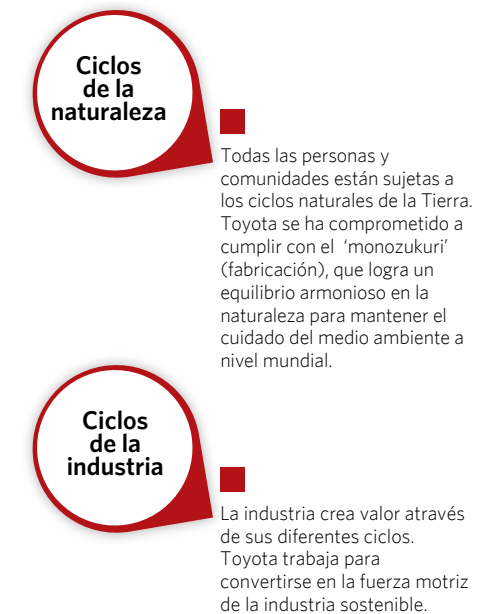 Ciclos
de la
naturaleza
Todas las personas y
comunidades están sujetas a
los ciclos naturales de la Tierra.
Toyota se ha comprometido a
cumplir con el  ‘monozukuri’
(fabricación), que logra un
equilibrio armonioso en la
naturaleza para mantener el
cuidado del medio ambiente a
nivel mundial.
Ciclos
de la
industria
La industria crea valor através
de sus diferentes ciclos.
Toyota trabaja para
convertirse en la fuerza motriz
de la industria sostenible.